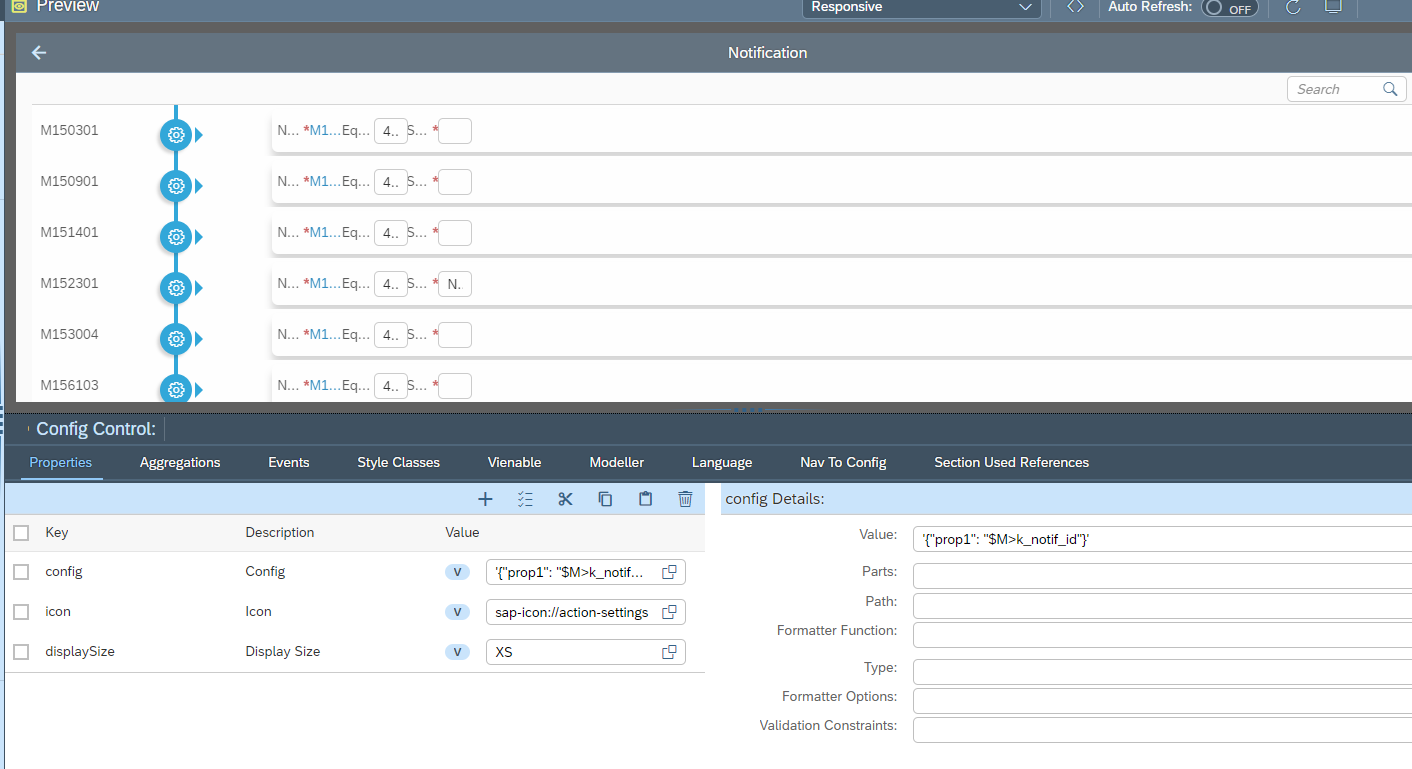 Preview
Responsive
Auto Refresh:
OFF
Notification
Search
M150301
N... *M1... Eq... 4.. S... *
M150901
N... *M1... Eq... 4.. S... *
M151401
N... *M1... Eq... 4.. S... *
M152301
N... *M1... Eq... 4.. S... * N.
M153004
N... *M1... Eq... 4.. S... *
M156103
N... *M1... Eq... 4.. S... *
Config Control:
Properties Aggregations Events Style Classes Vienable Modeller Language Nav To Config Section Used References
Key Description Value
config Config V '{"prop1": "$M>k_notif...
icon Icon V sap-icon://action-settings
displaySize Display Size V XS
config Details:
Value: '{"prop1": "$M>k_notif_id"}'
Parts:
Path:
Formatter Function:
Type:
Formatter Options:
Validation Constraints: